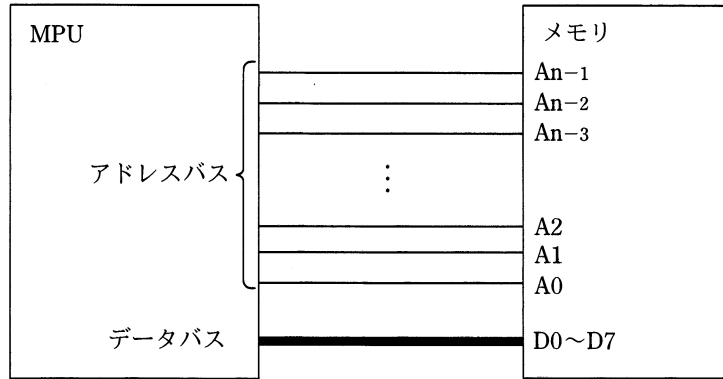 MPU
メモリ
An-1
An-2
An-3
アドレスバス
A2
A1
A0
データバス
D0～D7